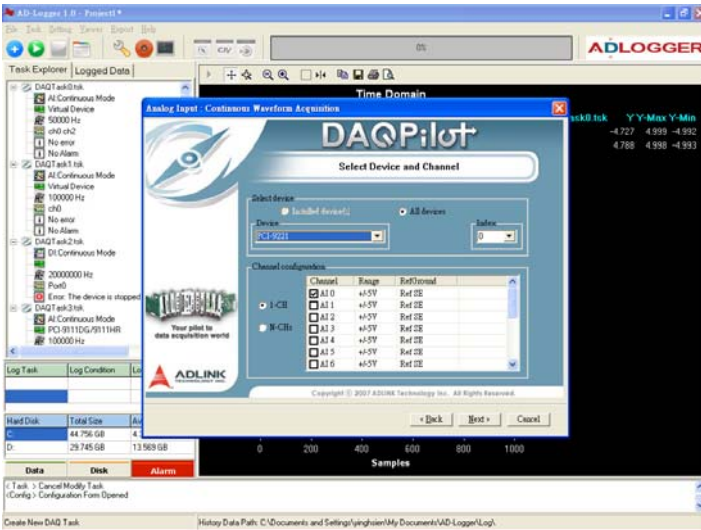 AD-Logger 1.0 - Project1 *
File Task Setting Viewer Export Help
CSV
0%
ADLOGGER
Task Explorer Logged Data
DAQTask0.tsk
AI:Continuous Mode
Virtual Device
50000 Hz
ch0 ch2
No error
No Alarm
DAQTask1.tsk
AI:Continuous Mode
Virtual Device
100000 Hz
ch0
No error
No Alarm
DAQTask2.tsk
DI:Continuous Mode
20000000 Hz
Port0
Error: The device is stopped
DAQTask3.tsk
AI:Continuous Mode
PCI-9111DG/9111HR
100000 Hz
Time Domain
ask0.tsk Y Y-Max Y-Min
-4.727 4.999 -4.992
4.788 4.998 -4.993
Analog Input : Continuous Waveform Acquisition
DAQPilot
Select Device and Channel
Select device
Installed device(s)
All devices
Device
PCI-9221
Index
0
Channel configuration
1-CH
N-CHs
Channel Range RefGround
AI 0 +/-5V Ref SE
AI 1 +/-5V Ref SE
AI 2 +/-5V Ref SE
AI 3 +/-5V Ref SE
AI 4 +/-5V Ref SE
AI 5 +/-5V Ref SE
AI 6 +/-5V Ref SE
Your pilot to
data acquisition world
ADLINK
TECHNOLOGY INC.
Copyright © 2007 ADLINK Technology Inc. All Rights Reserved.
< Back Next > Cancel
Log Task Log Condition Lo
Hard Disk Total Size Av
C: 44.756 GB 4.
D: 29.745 GB 13.969 GB
Data Disk Alarm
0 200 400 600 800 1000
Samples
< Task > Cancel Modify Task
<Config > Configuration Form Opened
Create New DAQ Task
History Data Path: C:\Documents and Settings\yinghsien\My Documents\AD-Logger\Log\